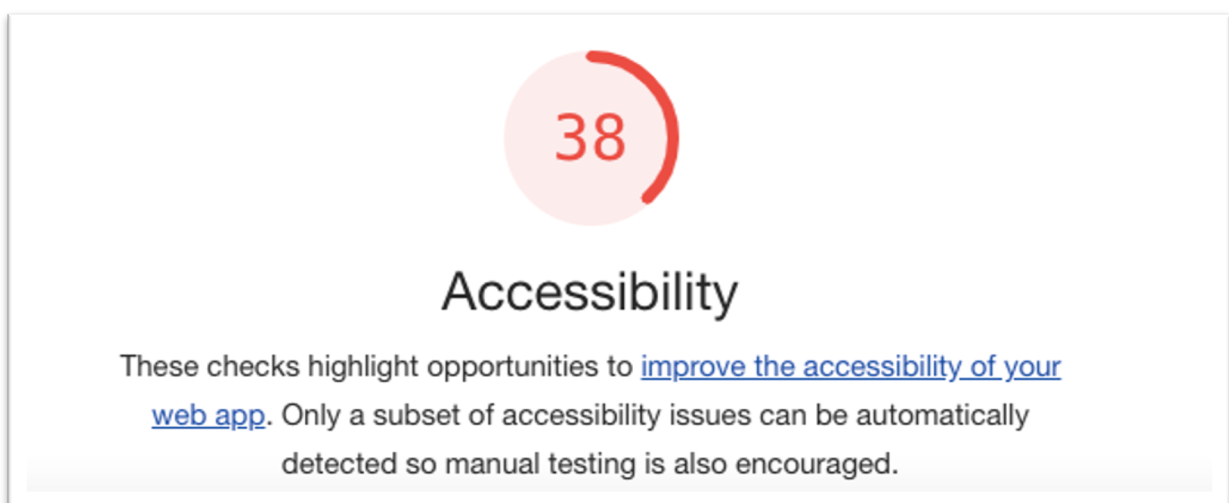 38
Accessibility
These checks highlight opportunities to improve the accessibility of your
web app. Only a subset of accessibility issues can be automatically
detected so manual testing is also encouraged.